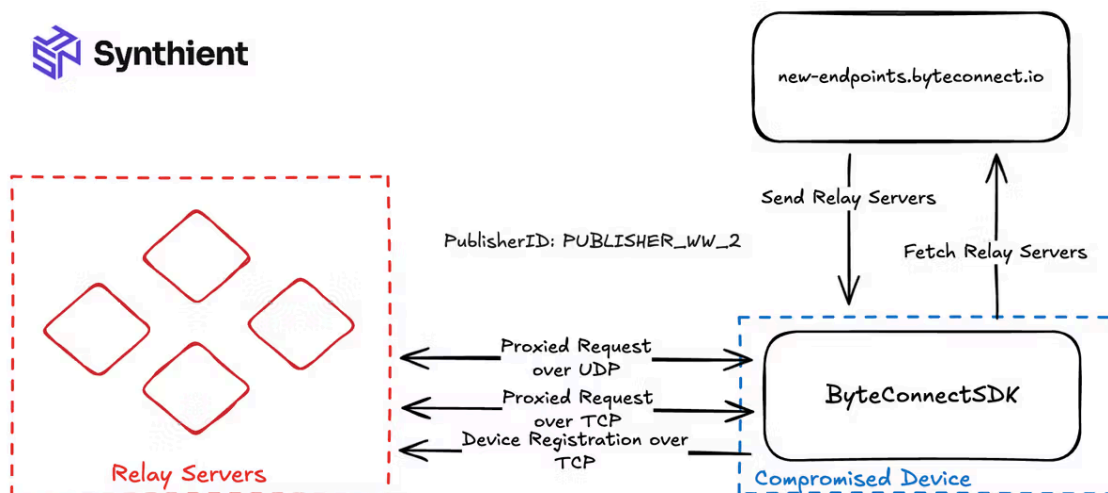 Synthient
new-endpoints.byteconnect.io
Send Relay Servers
PublisherID: PUBLISHER_WW_2
Fetch Relay Servers
Proxied Request
over UDP
ByteConnectSDK
Proxied Request
over TCP
Device Registration over
TCP
Relay Servers
Compromised Device